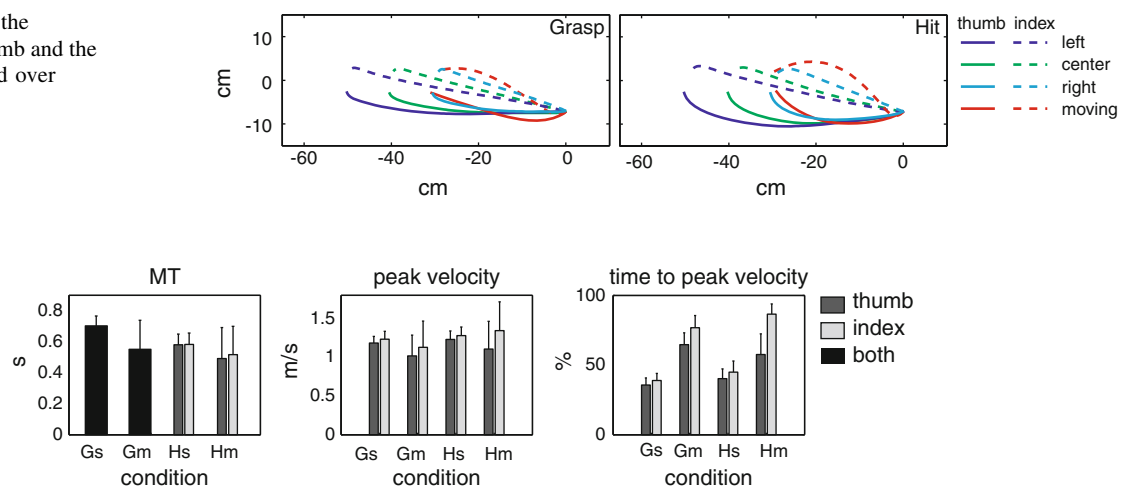 the
mb and the
d over
Grasp
10
0
-10
cm
-60 -40 -20 0
cm
Hit
-60 -40 -20 0
cm
thumb index
left
center
right
moving
MT
0.8
0.6
0.4
0.2
0
s
Gs Gm Hs Hm
condition
peak velocity
1.5
1
0.5
0
m/s
Gs Gm Hs Hm
condition
time to peak velocity
100
50
0
%
Gs Gm Hs Hm
condition
thumb
index
both